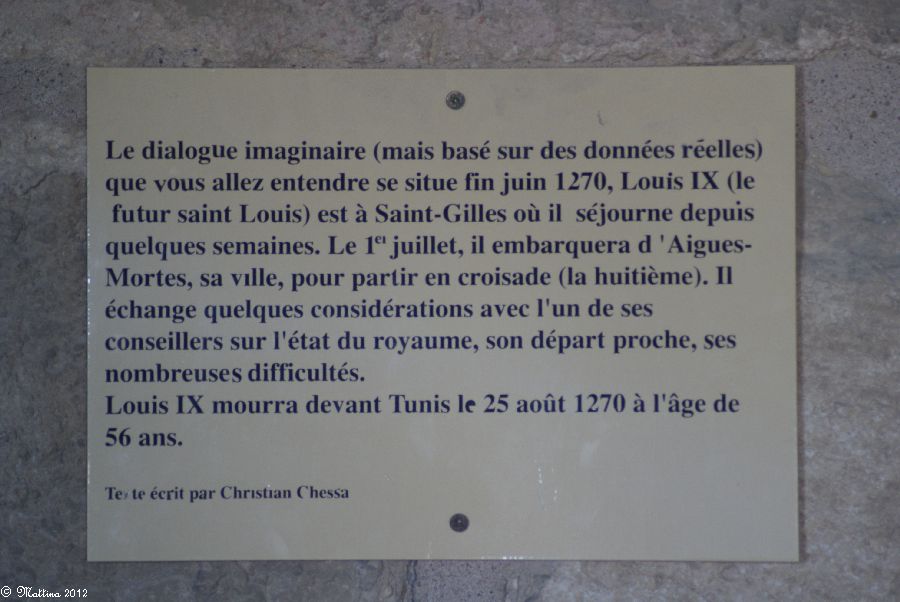 Le dialogue imaginaire (mais basé sur des données réelles)
que vous allez entendre se situe fin juin 1270, Louis IX (le
futur saint Louis) est à Saint-Gilles où il séjourne depuis
quelques semaines. Le 1er juillet, il embarquera d'Aigues-
Mortes, sa ville, pour partir en croisade (la huitième). Il
échange quelques considérations avec l'un de ses
conseillers sur l'état du royaume, son départ proche, ses
nombreuses difficultés.
Louis IX mourra devant Tunis le 25 août 1270 à l'âge de
56 ans.
Texte écrit par Christian Chessa
© Mattina 2012